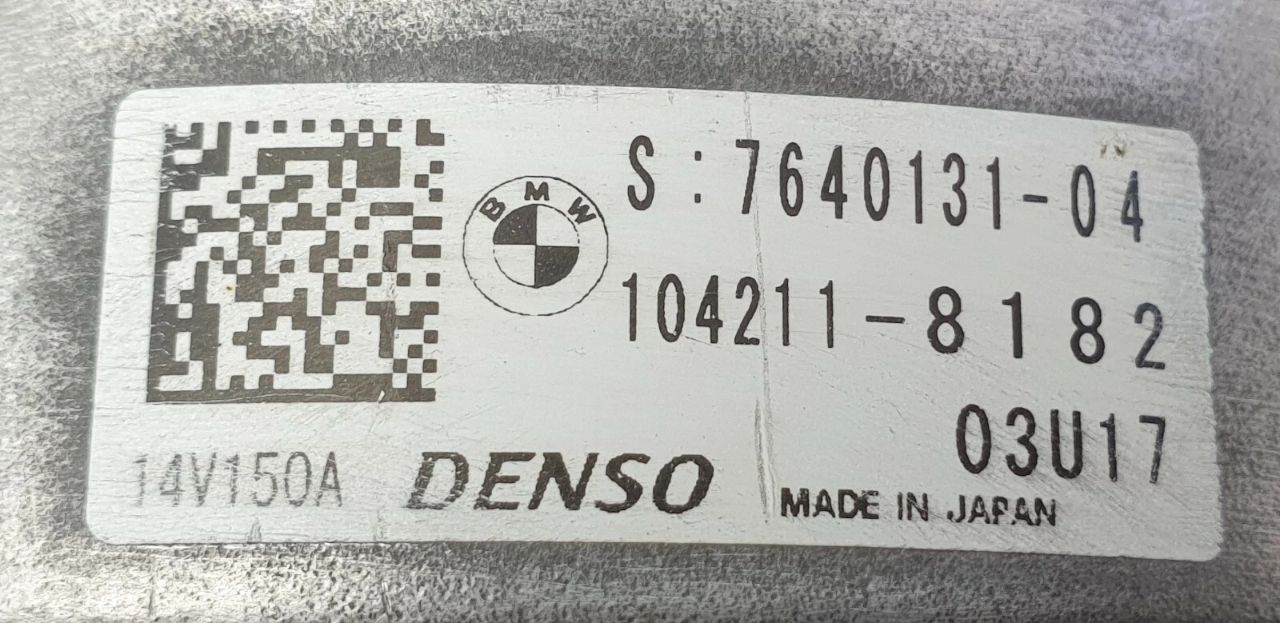 BMW
S:7640131-04
104211-8182
03U17
14V150A
DENSO
MADE IN JAPAN